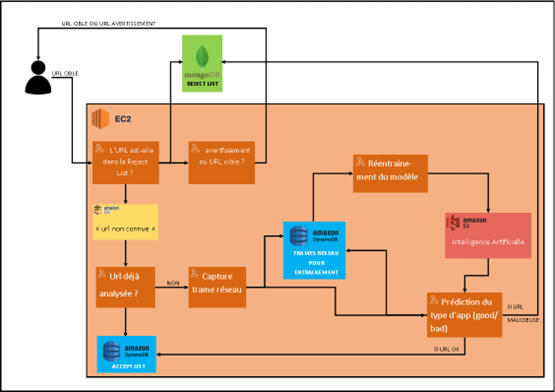 URL CIBLE OU URL AVERTISSEMENT
URL CIBLE
mongoDB
REJECT LIST
EC2
L'URL est-elle
dans la Reject
List ?
avertissement
ou URL cible ?
Réentraine-
ment du modèle
amazon
« url non connue »
amazon
DynamoDB
TRAMES RESEAU
POUR
ENTRAINEMENT
amazon
S3
Intelligence Artificielle
Url déjà
analysée ?
NON
Capture
trame réseau
Prédiction du
type d'app (good/
bad)
SI URL
MALICIEUSE
SI URL OK
amazon
DynamoDB
ACCEPT LIST